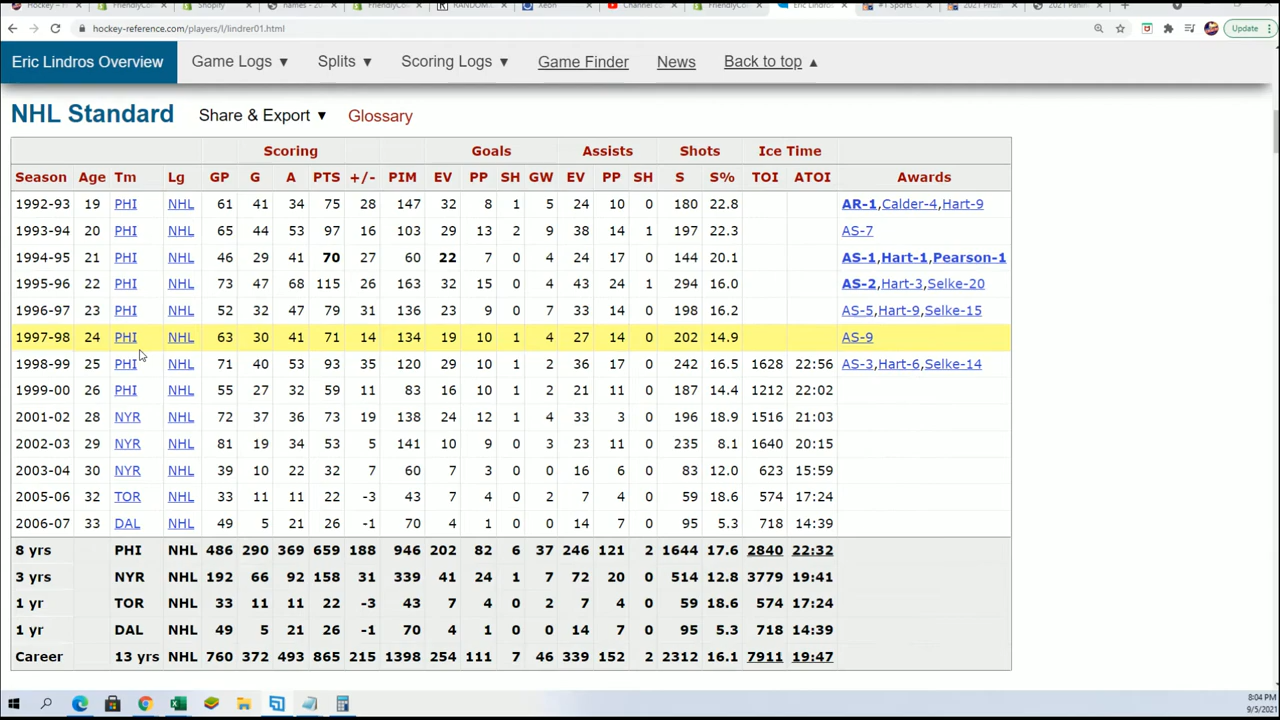 Hockey-
FriendlyCon
Shopify
names - 20
FriendlyCo
RANDOM.
Xeon
Channel co
FriendlyCo
Eric Lindros
#1 Sports
2021 Prizm
2021 Panin
hockey-reference.com/players/l/lindrer01.html
Update
Eric Lindros Overview Game Logs ▼ Splits ▼ Scoring Logs ▼ Game Finder News Back to top ▲
NHL Standard Share & Export ▼ Glossary
Scoring Goals Assists Shots Ice Time
Season Age Tm Lg GP G A PTS +/- PIM EV PP SH GW EV PP SH S S% TOI ATOI Awards
1992-93 19 PHI NHL 61 41 34 75 28 147 32 8 1 5 24 10 0 180 22.8 AR-1,Calder-4,Hart-9
1993-94 20 PHI NHL 65 44 53 97 16 103 29 13 2 9 38 14 1 197 22.3 AS-7
1994-95 21 PHI NHL 46 29 41 70 27 60 22 7 0 4 24 17 0 144 20.1 AS-1,Hart-1,Pearson-1
1995-96 22 PHI NHL 73 47 68 115 26 163 32 15 0 4 43 24 1 294 16.0 AS-2,Hart-3,Selke-20
1996-97 23 PHI NHL 52 32 47 79 31 136 23 9 0 7 33 14 0 198 16.2 AS-5,Hart-9,Selke-15
1997-98 24 PHI NHL 63 30 41 71 14 134 19 10 1 4 27 14 0 202 14.9 AS-9
1998-99 25 PHI NHL 71 40 53 93 35 120 29 10 1 2 36 17 0 242 16.5 1628 22:56 AS-3,Hart-6,Selke-14
1999-00 26 PHI NHL 55 27 32 59 11 83 16 10 1 2 21 11 0 187 14.4 1212 22:02
2001-02 28 NYR NHL 72 37 36 73 19 138 24 12 1 4 33 3 0 196 18.9 1516 21:03
2002-03 29 NYR NHL 81 19 34 53 5 141 10 9 0 3 23 11 0 235 8.1 1640 20:15
2003-04 30 NYR NHL 39 10 22 32 7 60 7 3 0 0 16 6 0 83 12.0 623 15:59
2005-06 32 TOR NHL 33 11 11 22 -3 43 7 4 0 2 7 4 0 59 18.6 574 17:24
2006-07 33 DAL NHL 49 5 21 26 -1 70 4 1 0 0 14 7 0 95 5.3 718 14:39
8 yrs PHI NHL 486 290 369 659 188 946 202 82 6 37 246 121 2 1644 17.6 2840 22:32
3 yrs NYR NHL 192 66 92 158 31 339 41 24 1 7 72 20 0 514 12.8 3779 19:41
1 yr TOR NHL 33 11 11 22 -3 43 7 4 0 2 7 4 0 59 18.6 574 17:24
1 yr DAL NHL 49 5 21 26 -1 70 4 1 0 0 14 7 0 95 5.3 718 14:39
Career 13 yrs NHL 760 372 493 865 215 1398 254 111 7 46 339 152 2 2312 16.1 7911 19:47
8:04 PM
9/5/2021